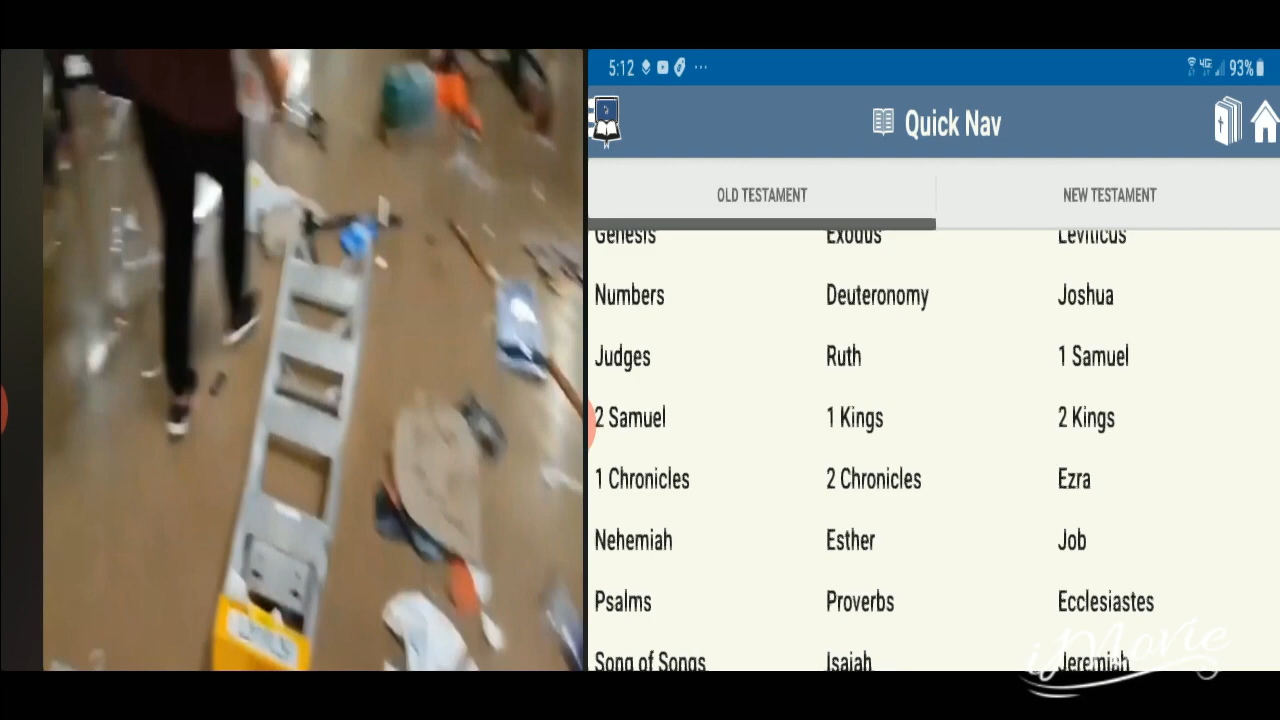 5:12 ... 4G 93%
Quick Nav
OLD TESTAMENT NEW TESTAMENT
Genesis Exodus Leviticus
Numbers Deuteronomy Joshua
Judges Ruth 1 Samuel
2 Samuel 1 Kings 2 Kings
1 Chronicles 2 Chronicles Ezra
Nehemiah Esther Job
Psalms Proverbs Ecclesiastes
Song of Songs Isaiah Jeremiah
iMovie